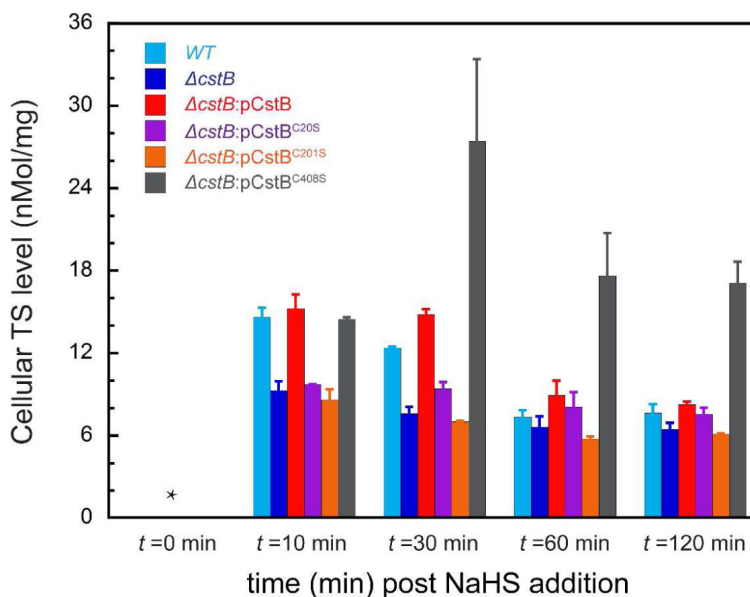 Cellular TS level (nMol/mg)
36
30
24
18
12
6
0
WT
ΔcstB
ΔcstB:pCstB
ΔcstB:pCstB^C20S
ΔcstB:pCstB^C201S
ΔcstB:pCstB^C408S
*
t =0 min t =10 min t =30 min t =60 min t =120 min
time (min) post NaHS addition